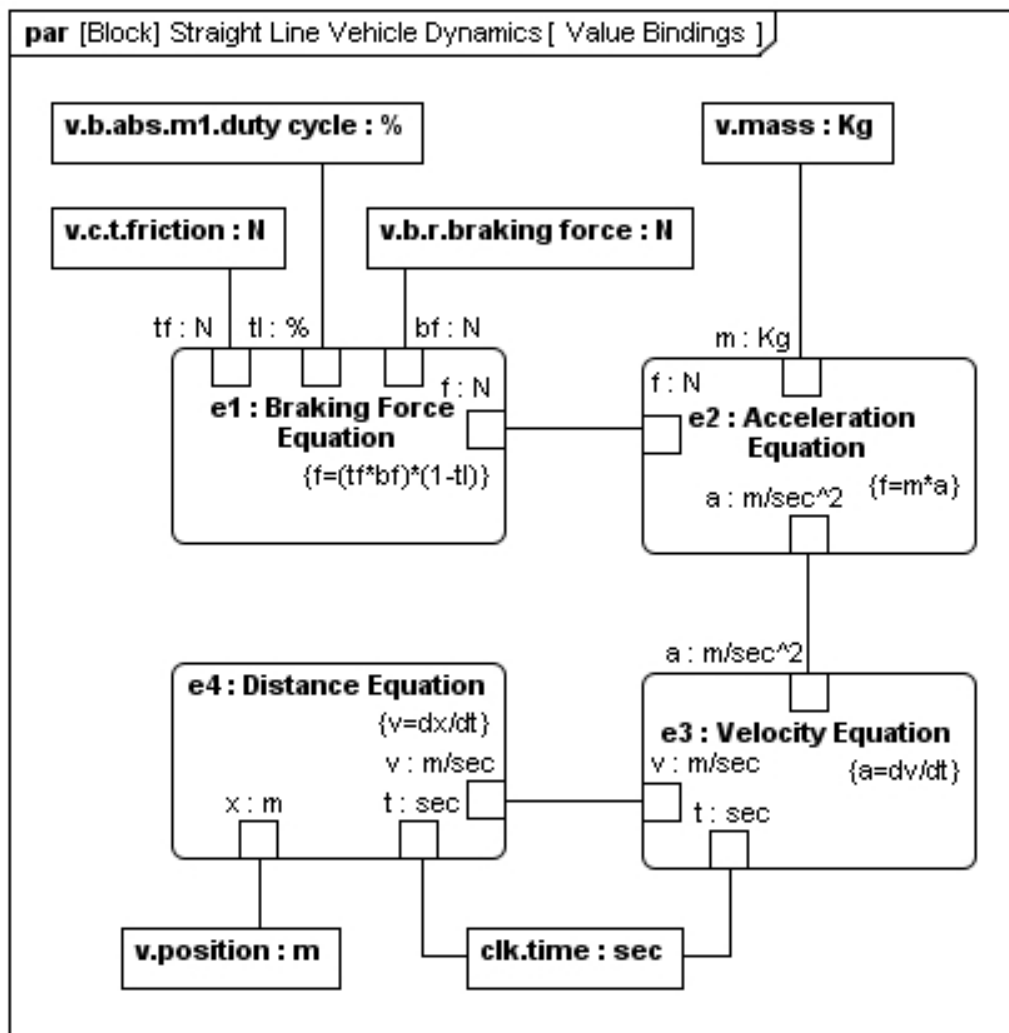 par [Block] Straight Line Vehicle Dynamics [ Value Bindings ]
v.b.abs.m1.duty cycle : %
v.mass : Kg
v.c.t.friction : N
v.b.r.braking force : N
tf : N
tl : %
bf : N
m : Kg
f : N
e1 : Braking Force
Equation
{f=(tf*bf)*(1-tl)}
f : N
e2 : Acceleration
Equation
{f=m*a}
a : m/sec^2
a : m/sec^2
e4 : Distance Equation
{v=dx/dt}
v : m/sec
x : m
t : sec
e3 : Velocity Equation
v : m/sec
{a=dv/dt}
t : sec
v.position : m
clk.time : sec